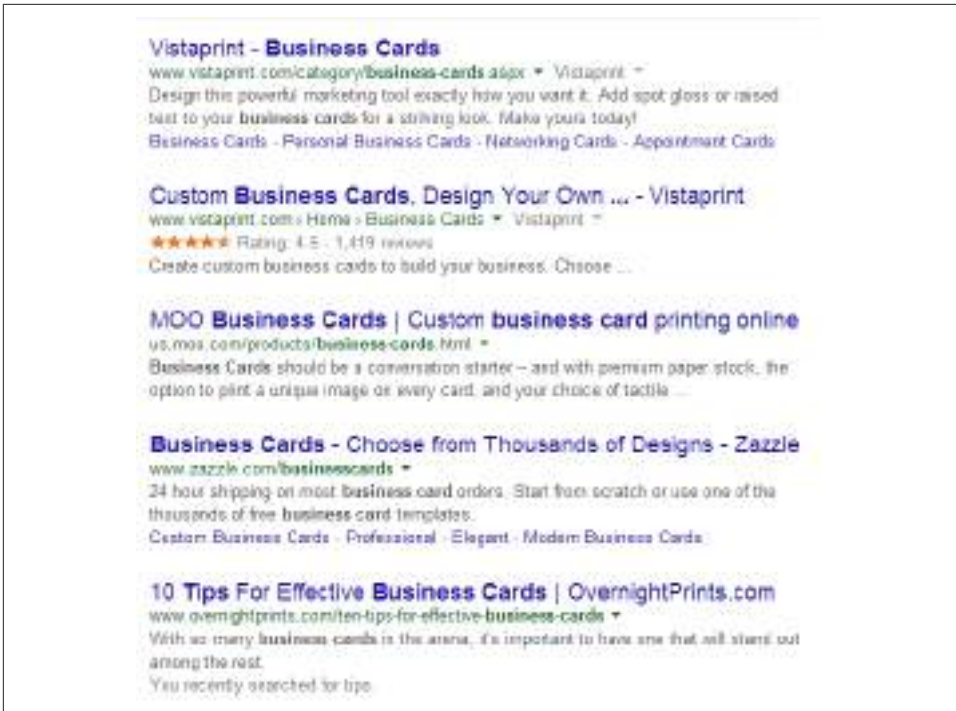 Vistaprint - Business Cards
www.vistaprint.com/category/business-cards.aspx ▾ Vistaprint ▾
Design this powerful marketing tool exactly how you want it. Add spot gloss or raised
text to your business cards for a striking look. Make yours today!
Business Cards - Personal Business Cards - Networking Cards - Appointment Cards
Custom Business Cards, Design Your Own ... - Vistaprint
www.vistaprint.com › Home › Business Cards ▾ Vistaprint ▾
★★★★★ Rating: 4.5 - 1,419 reviews
Create custom business cards to build your business. Choose ...
MOO Business Cards | Custom business card printing online
us.moo.com/products/business-cards.html ▾
Business Cards should be a conversation starter – and with premium paper stock, the
option to print a unique image on every card, and your choice of tactile ...
Business Cards - Choose from Thousands of Designs - Zazzle
www.zazzle.com/businesscards ▾
24 hour shipping on most business card orders. Start from scratch or use one of the
thousands of free business card templates.
Custom Business Cards - Professional - Elegant - Modern Business Cards
10 Tips For Effective Business Cards | OvernightPrints.com
www.overnightprints.com/ten-tips-for-effective-business-cards ▾
With so many business cards in the arena, it's important to have one that will stand out
among the rest.
You recently searched for tips.